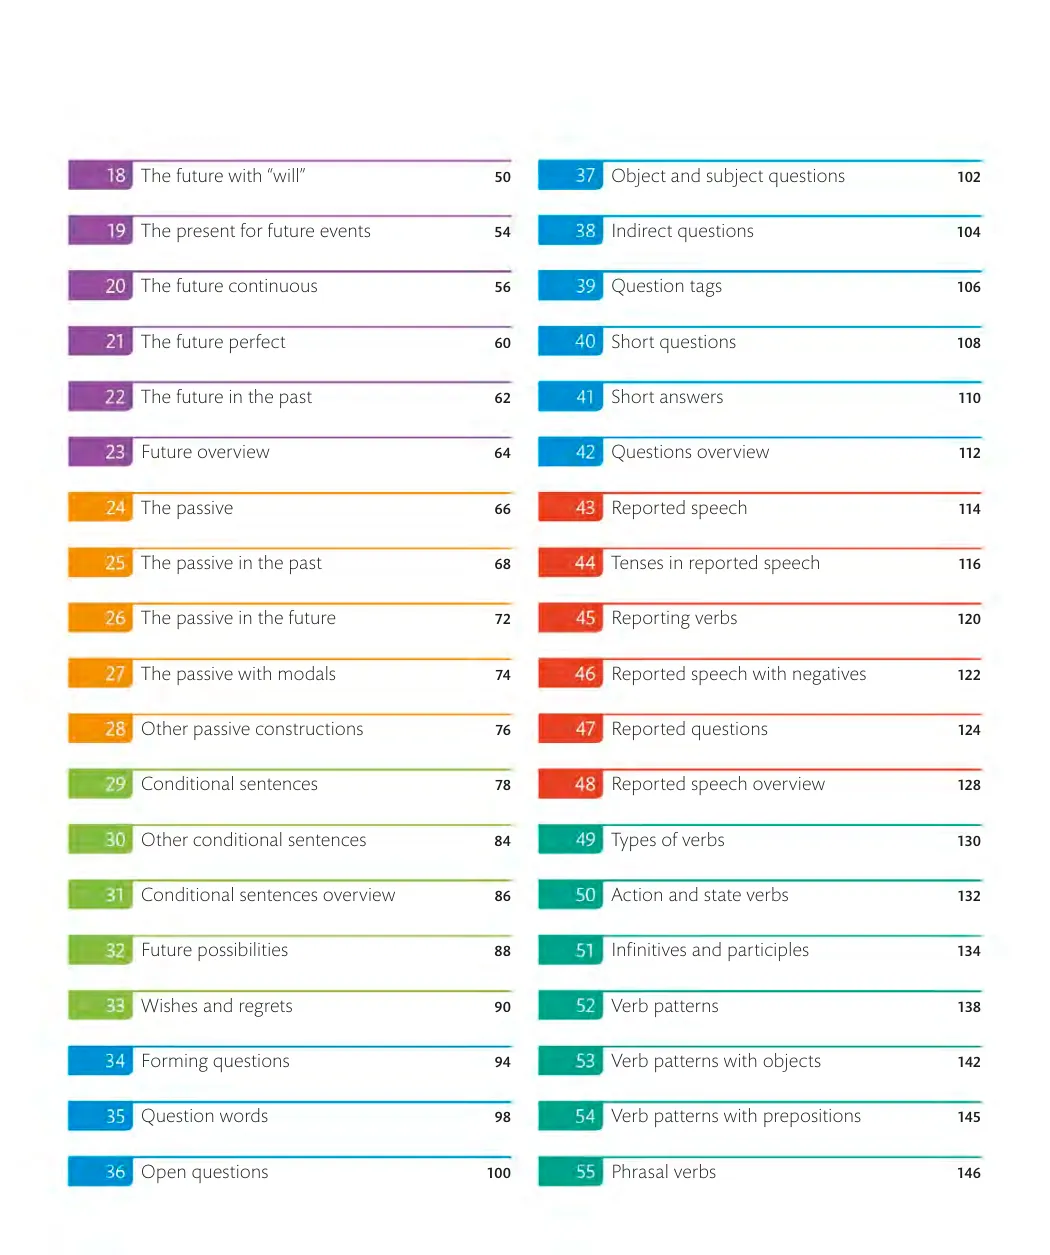 18 The future with “will” 50
19 The present for future events 54
20 The future continuous 56
21 The future perfect 60
22 The future in the past 62
23 Future overview 64
24 The passive 66
25 The passive in the past 68
26 The passive in the future 72
27 The passive with modals 74
28 Other passive constructions 76
29 Conditional sentences 78
30 Other conditional sentences 84
31 Conditional sentences overview 86
32 Future possibilities 88
33 Wishes and regrets 90
34 Forming questions 94
35 Question words 98
36 Open questions 100
37 Object and subject questions 102
38 Indirect questions 104
39 Question tags 106
40 Short questions 108
41 Short answers 110
42 Questions overview 112
43 Reported speech 114
44 Tenses in reported speech 116
45 Reporting verbs 120
46 Reported speech with negatives 122
47 Reported questions 124
48 Reported speech overview 128
49 Types of verbs 130
50 Action and state verbs 132
51 Infinitives and participles 134
52 Verb patterns 138
53 Verb patterns with objects 142
54 Verb patterns with prepositions 145
55 Phrasal verbs 146